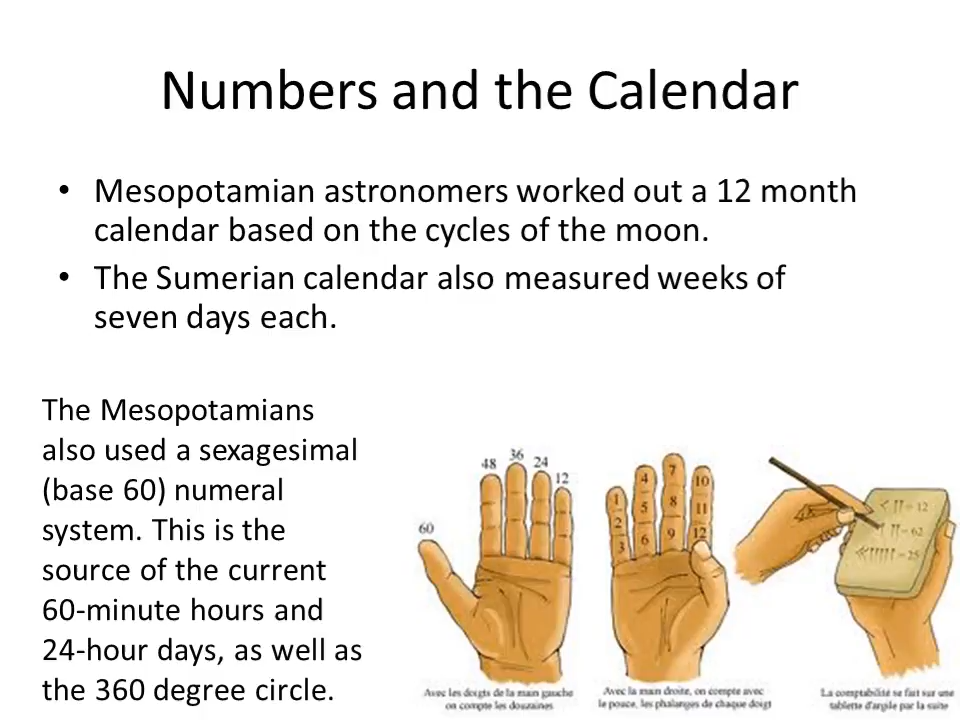 Numbers and the Calendar
• Mesopotamian astronomers worked out a 12 month
calendar based on the cycles of the moon.
• The Sumerian calendar also measured weeks of
seven days each.
The Mesopotamians
also used a sexagesimal
(base 60) numeral
system. This is the
source of the current
60-minute hours and
24-hour days, as well as
the 360 degree circle.
60
48
36
24
12
1
2
3
4
5
6
7
8
9
10
11
12
= 12
= 62
= 25
Avec les doigts de la main gauche
on compte les douzaines
Avec la main droite, on compte avec
le pouce, les phalanges de chaque doigt
La comptabilité se fait sur une
tablette d'argile par la suite